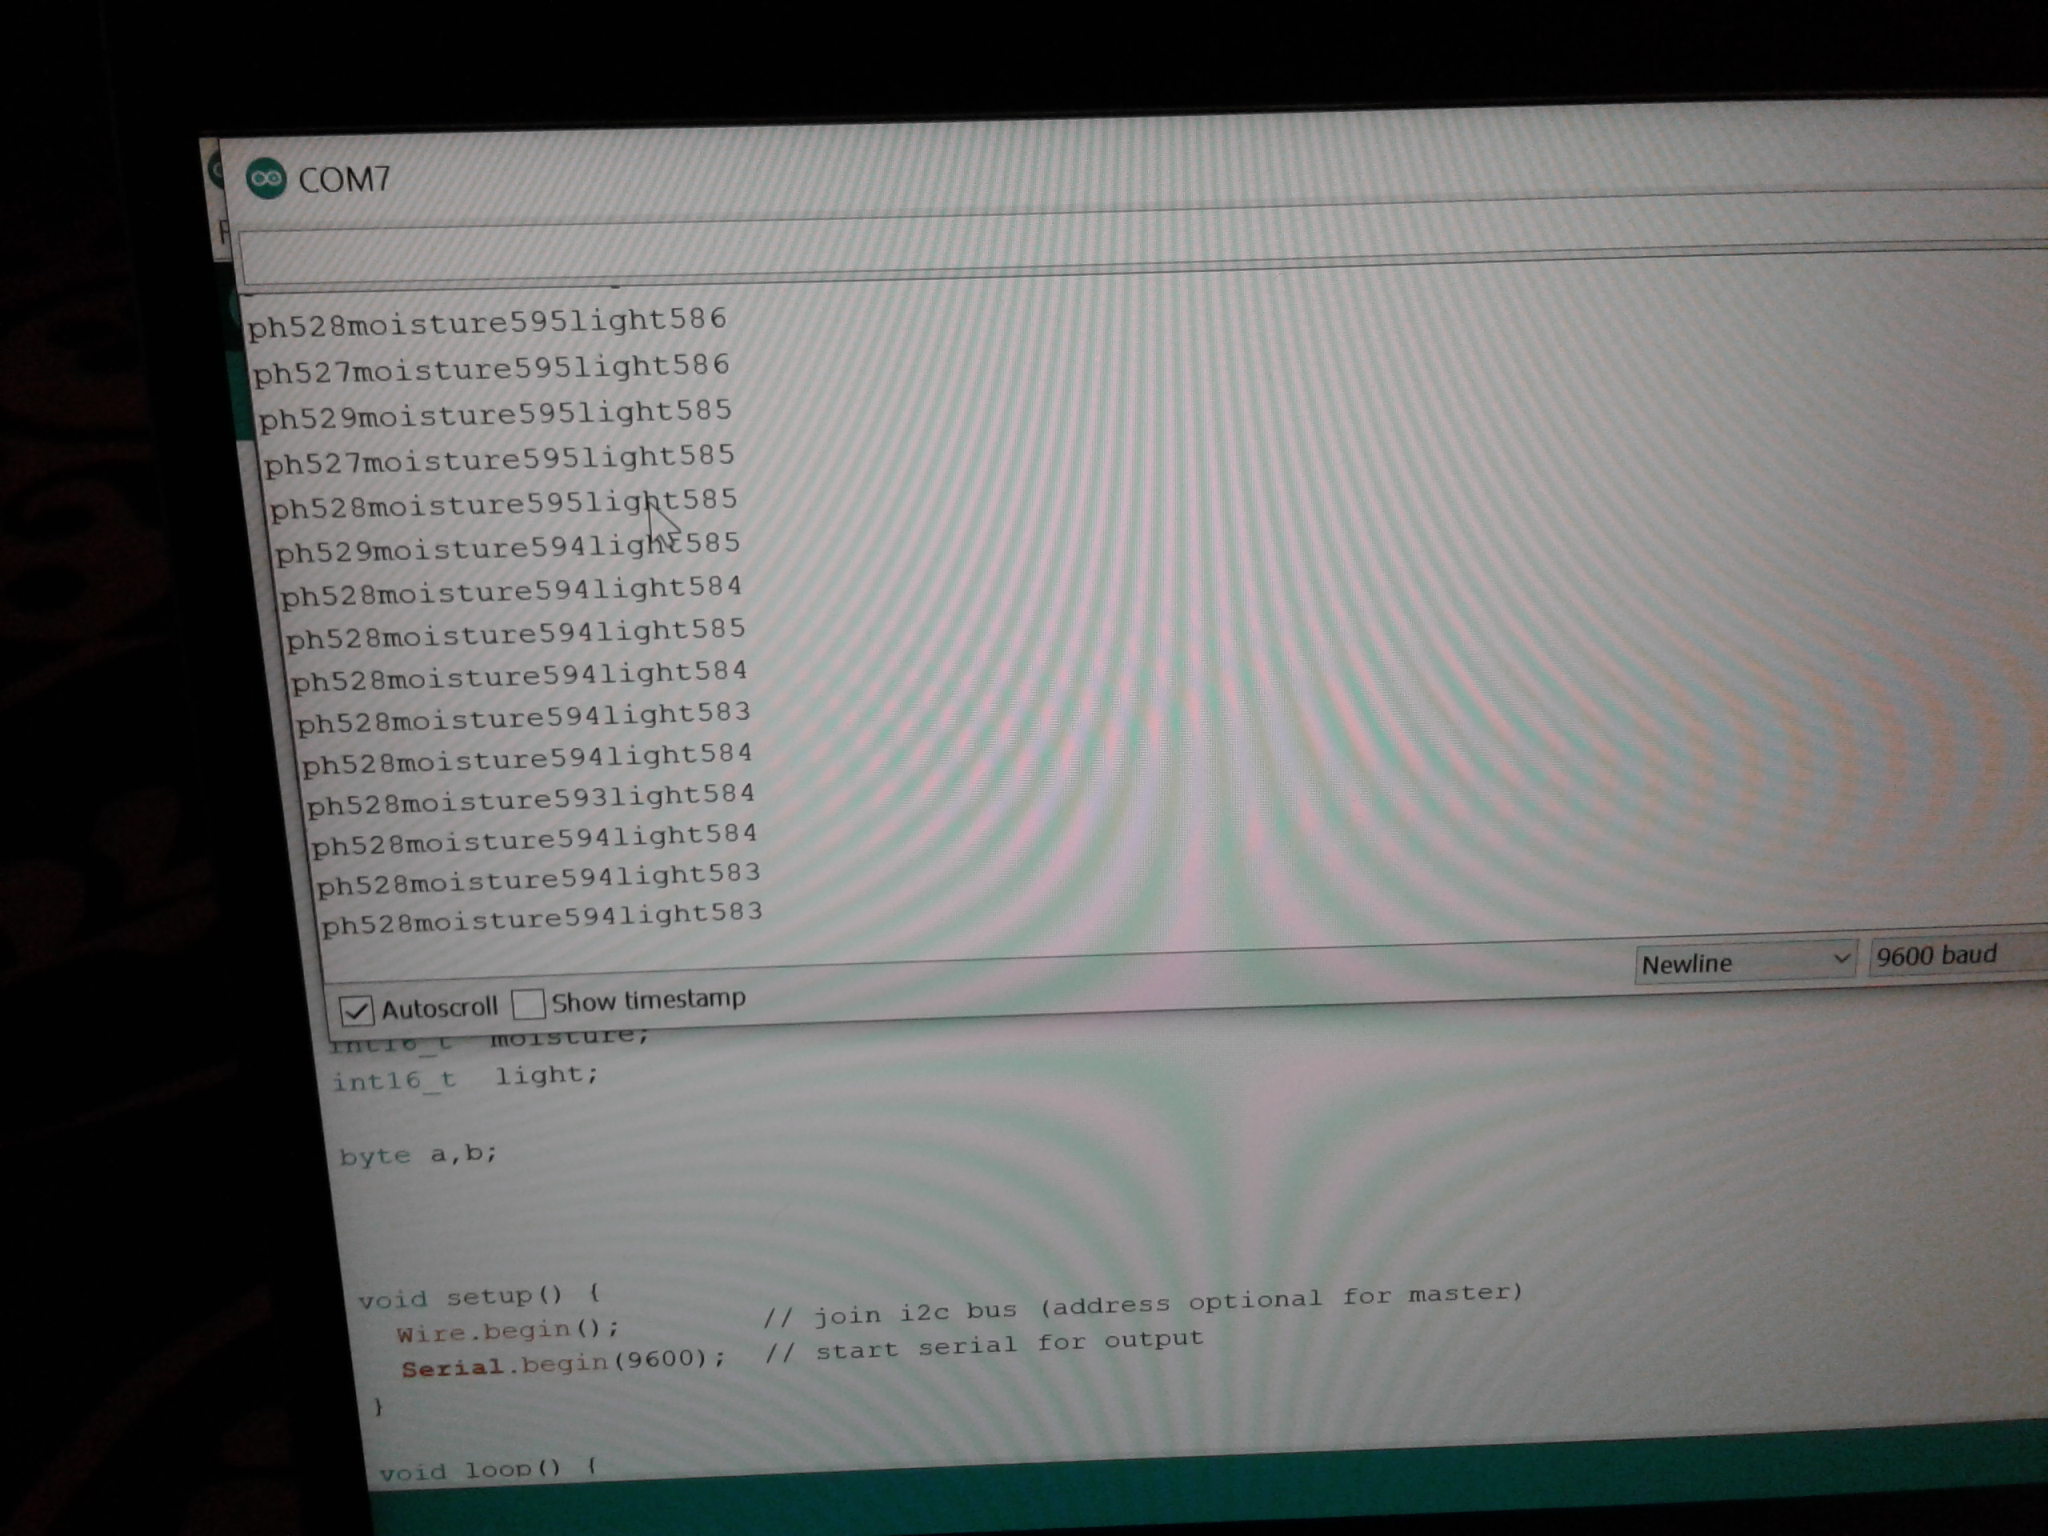 COM7
ph528moisture595light586
ph527moisture595light586
ph529moisture595light585
ph527moisture595light585
ph528moisture595light585
ph529moisture594light585
ph528moisture594light584
ph528moisture594light585
ph528moisture594light584
ph528moisture594light583
ph528moisture594light584
ph528moisture593light584
ph528moisture594light584
ph528moisture594light583
ph528moisture594light583
Autoscroll Show timestamp Newline 9600 baud
int16_t moisture;
int16_t light;
byte a,b;
void setup() {
Wire.begin(); // join i2c bus (address optional for master)
Serial.begin(9600); // start serial for output
}
void loop() {